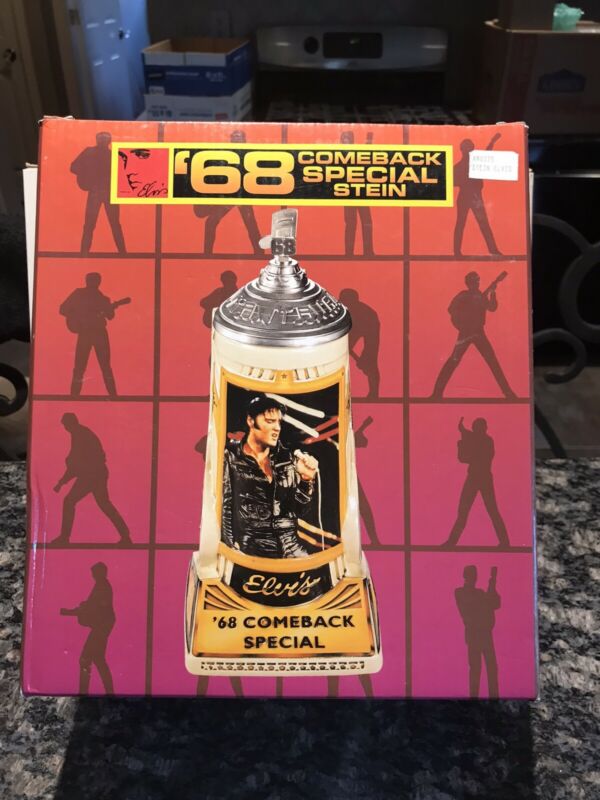 Elvis
'68
COMEBACK
SPECIAL
STEIN
68
Elvis
'68 COMEBACK
SPECIAL